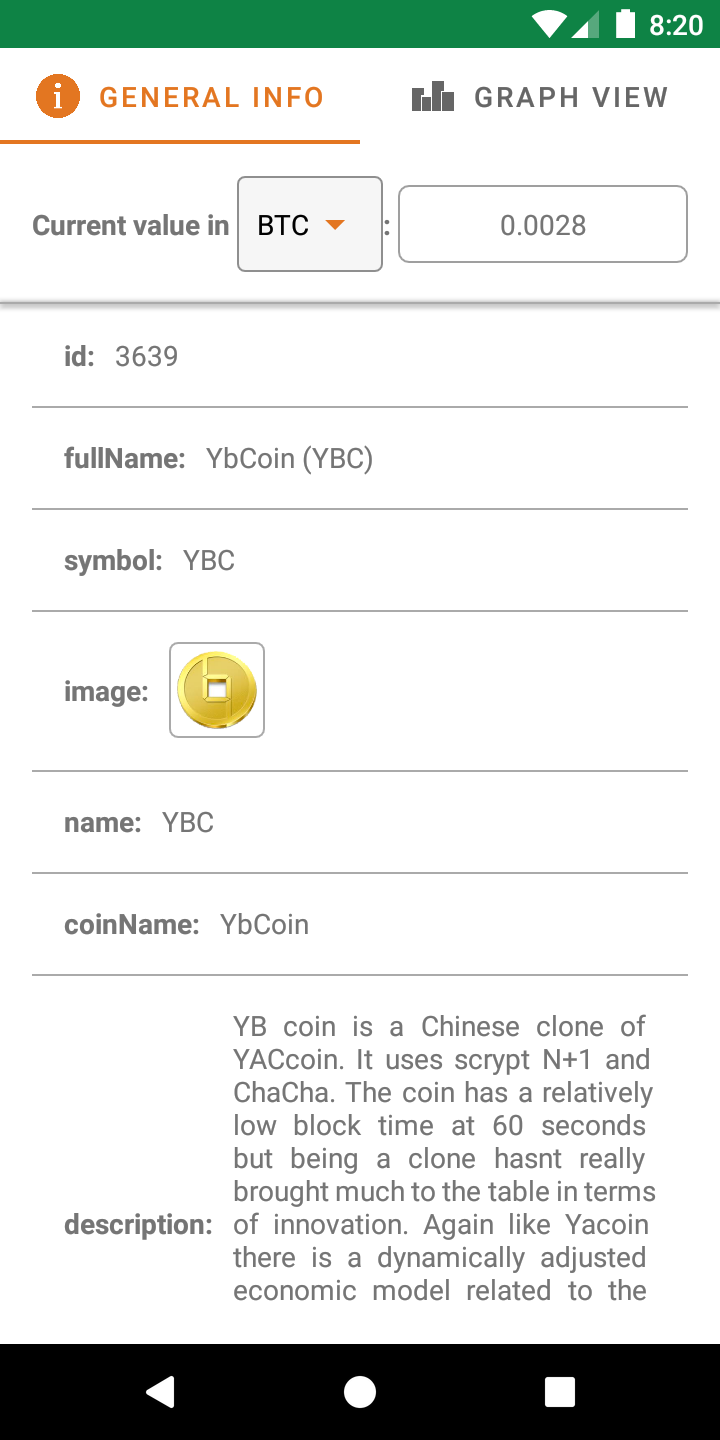 8:20
GENERAL INFO GRAPH VIEW
Current value in BTC : 0.0028
id: 3639
fullName: YbCoin (YBC)
symbol: YBC
image:
name: YBC
coinName: YbCoin
description:
YB coin is a Chinese clone of
YACcoin. It uses scrypt N+1 and
ChaCha. The coin has a relatively
low block time at 60 seconds
but being a clone hasnt really
brought much to the table in terms
of innovation. Again like Yacoin
there is a dynamically adjusted
economic model related to the